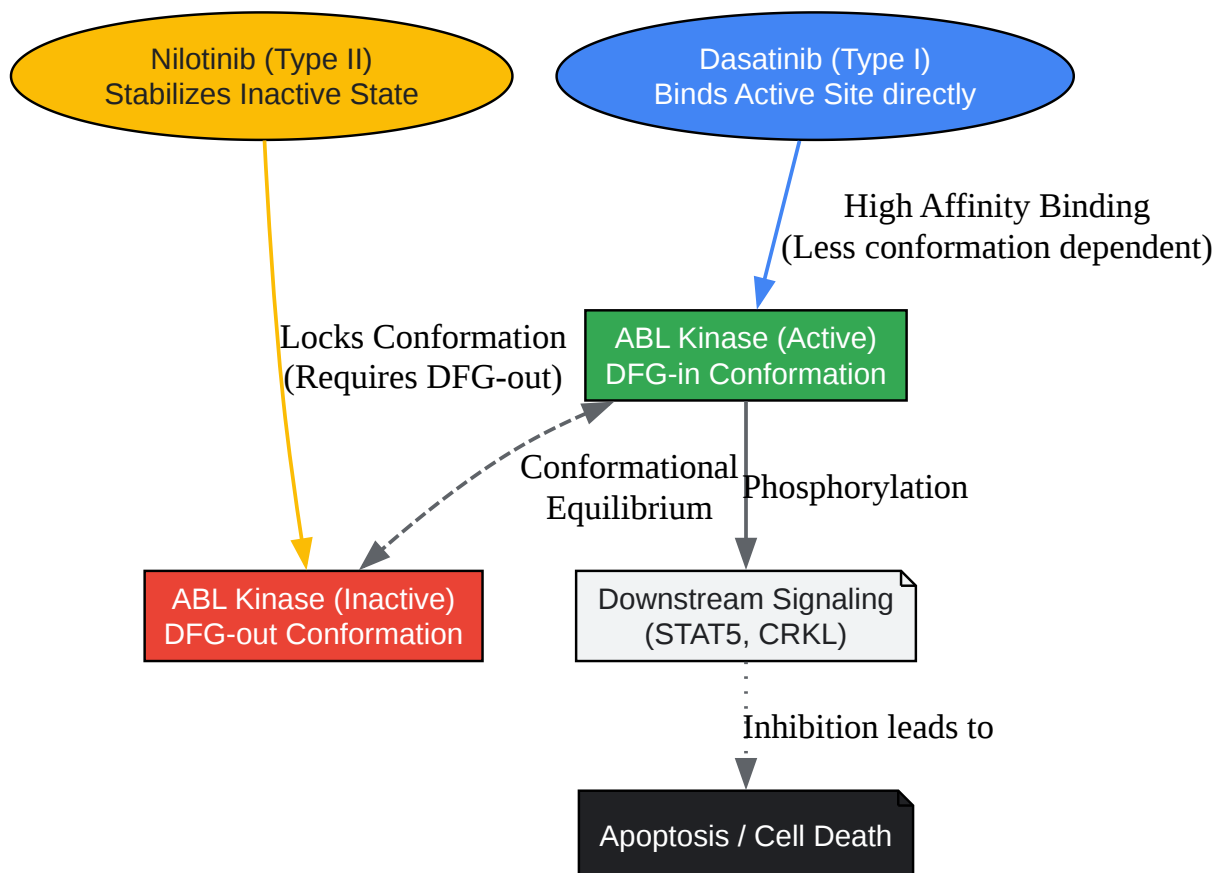 Nilotinib (Type II)
Stabilizes Inactive State
Dasatinib (Type I)
Binds Active Site directly
High Affinity Binding
(Less conformation dependent)
Locks Conformation
(Requires DFG-out)
ABL Kinase (Active)
DFG-in Conformation
Conformational
Equilibrium
Phosphorylation
ABL Kinase (Inactive)
DFG-out Conformation
Downstream Signaling
(STAT5, CRKL)
Inhibition leads to
Apoptosis / Cell Death